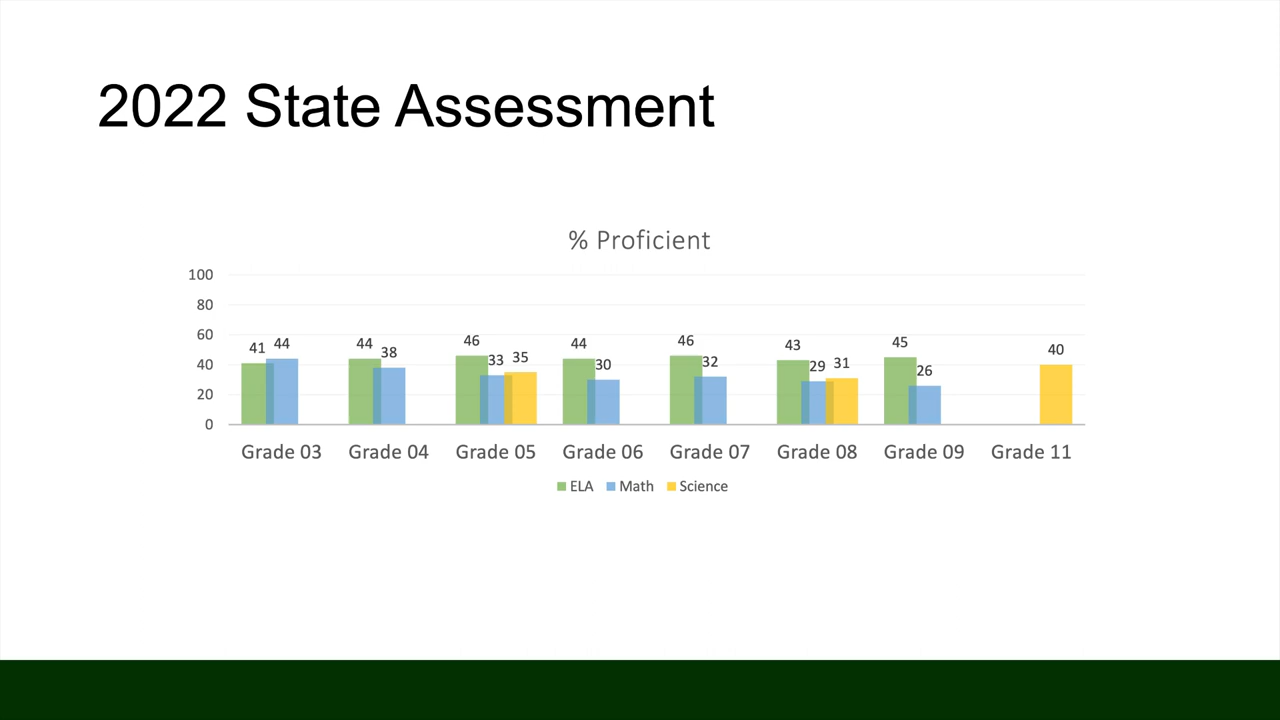 2022 State Assessment
% Proficient
100
80
60
40
20
0
41 44 44 38 46 33 35 44 30 46 32 43 29 31 45 26 40
Grade 03 Grade 04 Grade 05 Grade 06 Grade 07 Grade 08 Grade 09 Grade 11
ELA Math Science